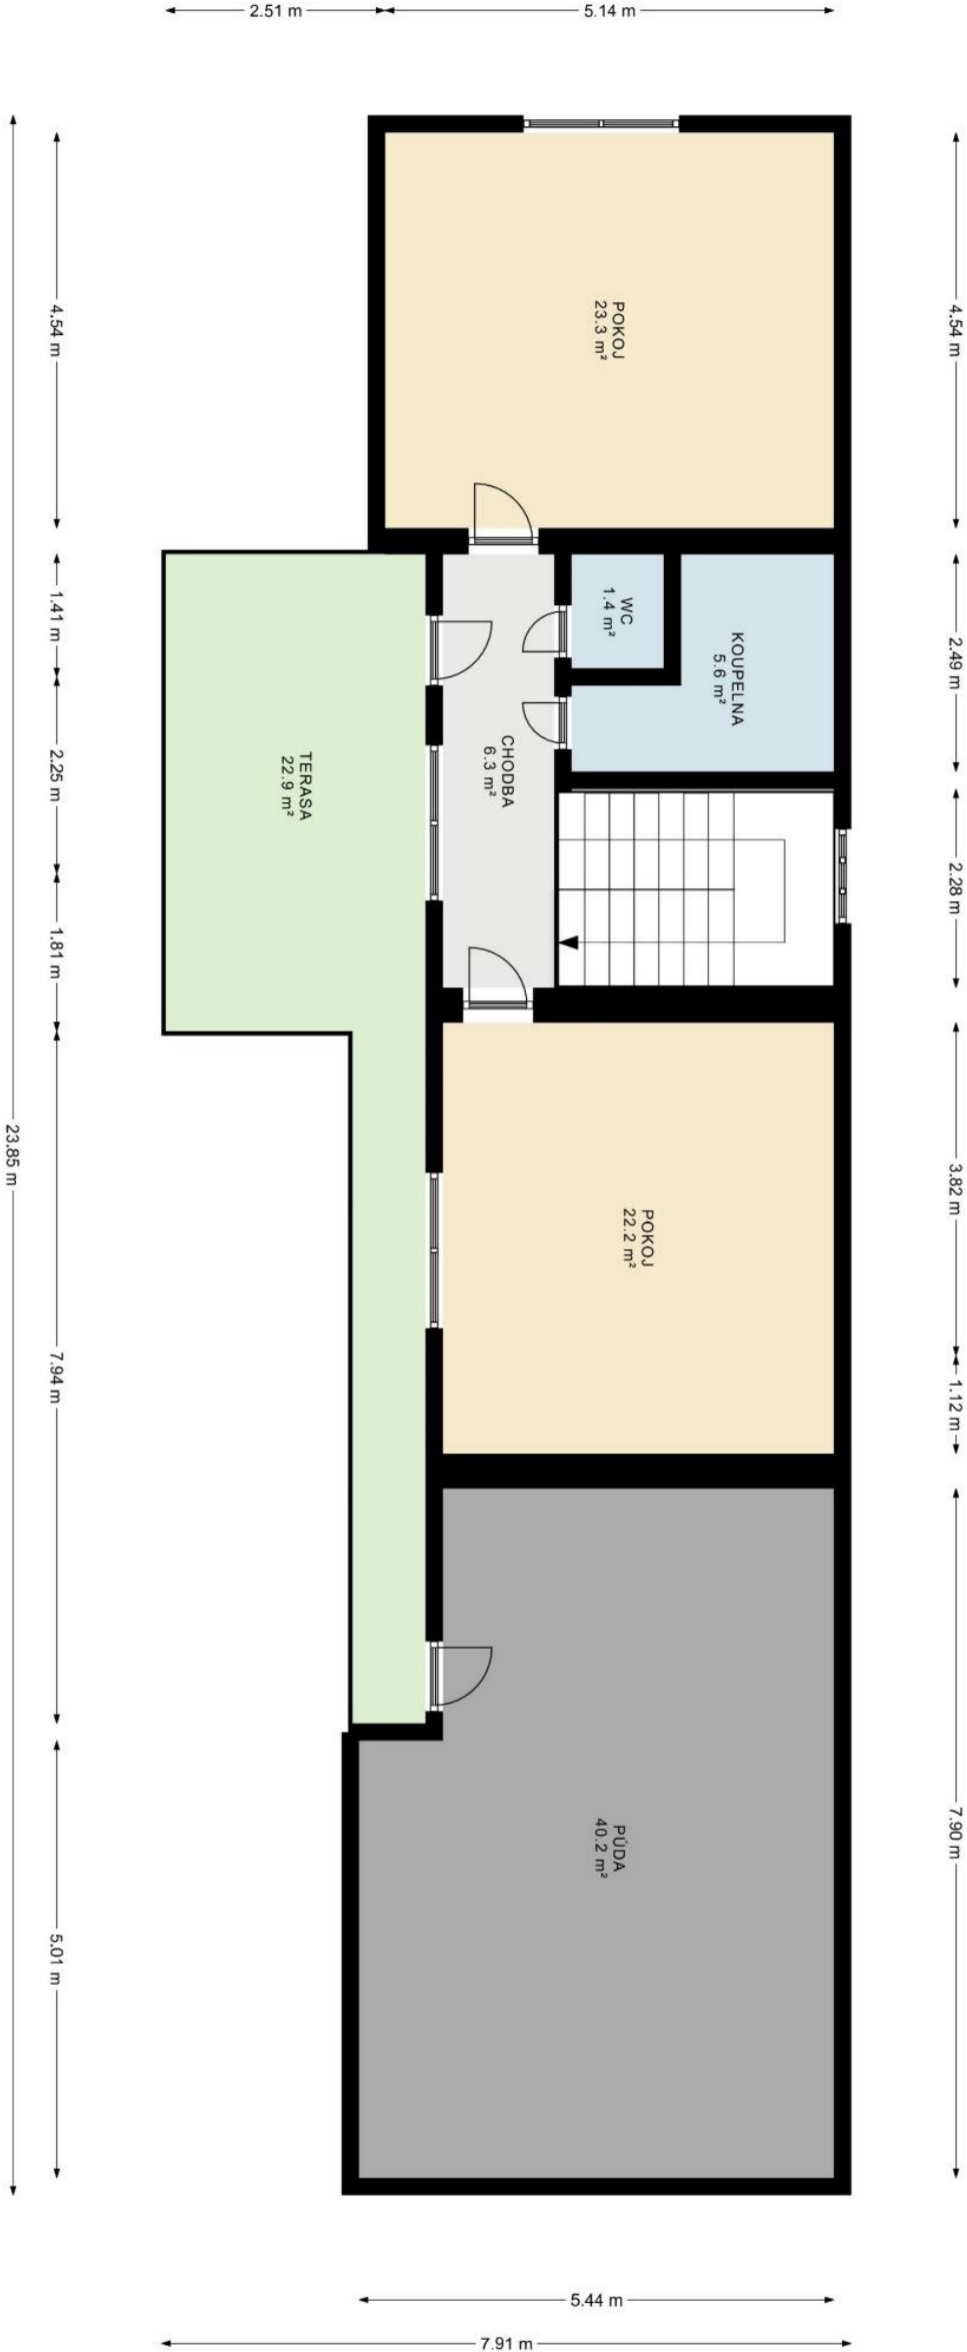 2.51 m
5.14 m
4.54 m
4.54 m
POKOJ
23.3 m²
1.41 m
WC
1.4 m²
KOUPELNA
5.6 m²
2.49 m
2.25 m
TERASA
22.9 m²
CHODBA
6.3 m²
2.28 m
1.81 m
23.85 m
POKOJ
22.2 m²
3.82 m
7.94 m
1.12 m
PŮDA
40.2 m²
7.90 m
5.01 m
5.44 m
7.91 m